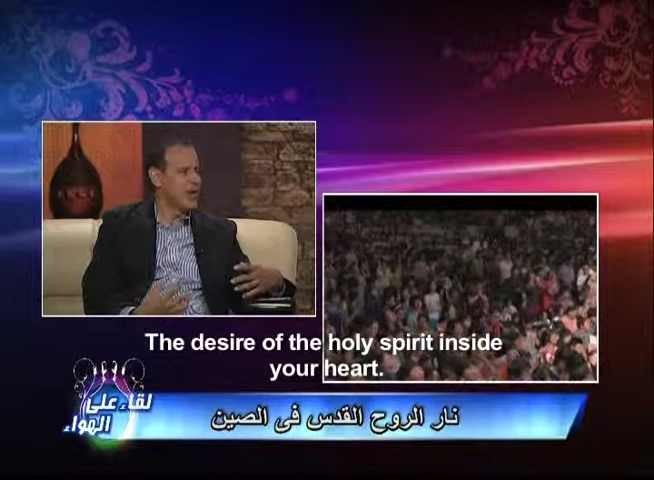 The desire of the holy spirit inside
your heart.
لقاء على
الهواء
نار الروح القدس فى الصين